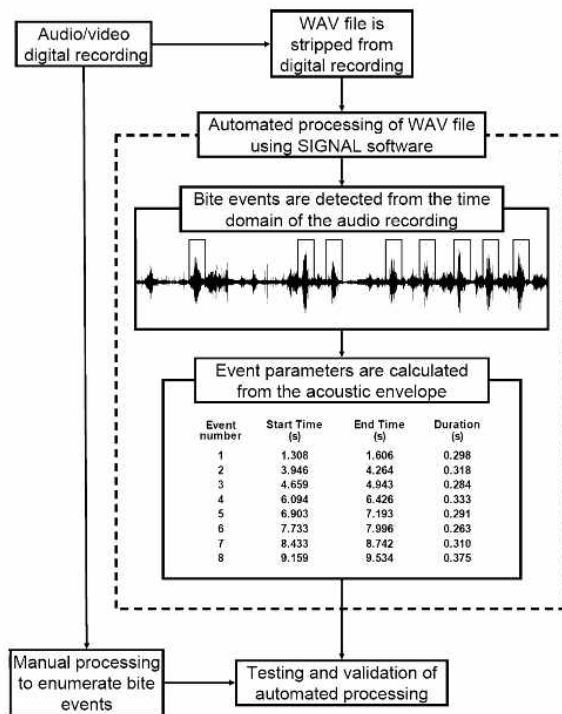 Audio/video
digital recording
WAV file is
stripped from
digital recording
Automated processing of WAV file
using SIGNAL software
Bite events are detected from the time
domain of the audio recording
Event parameters are calculated
from the acoustic envelope
Event number Start Time (s) End Time (s) Duration (s)
1 1.308 1.606 0.298
2 3.946 4.264 0.318
3 4.659 4.943 0.284
4 6.094 6.426 0.333
5 6.903 7.193 0.291
6 7.733 7.996 0.263
7 8.433 8.742 0.310
8 9.159 9.534 0.375
Manual processing
to enumerate bite
events
Testing and validation of
automated processing